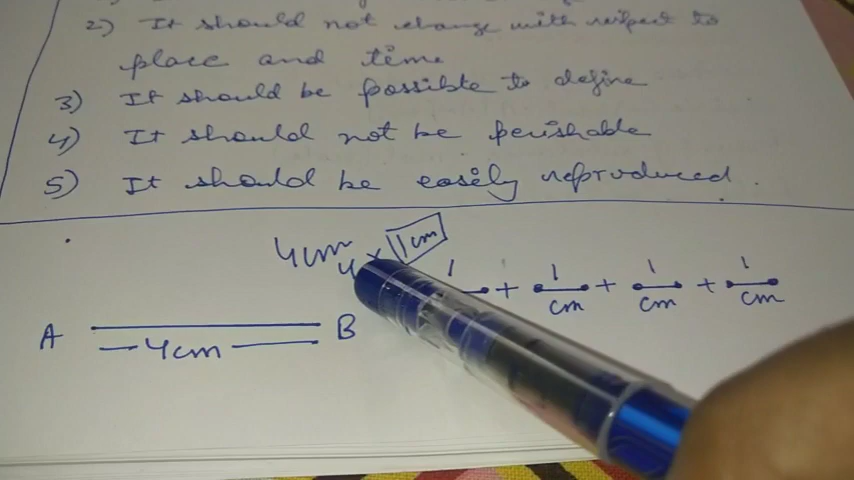 2) It should not change with respect to
place and time
3) It should be possible to define
4) It should not be perishable
5) It should be easily reproduced.
4cm
4 × 1cm
1 + 1 + 1 + 1
cm cm cm
A B
4cm